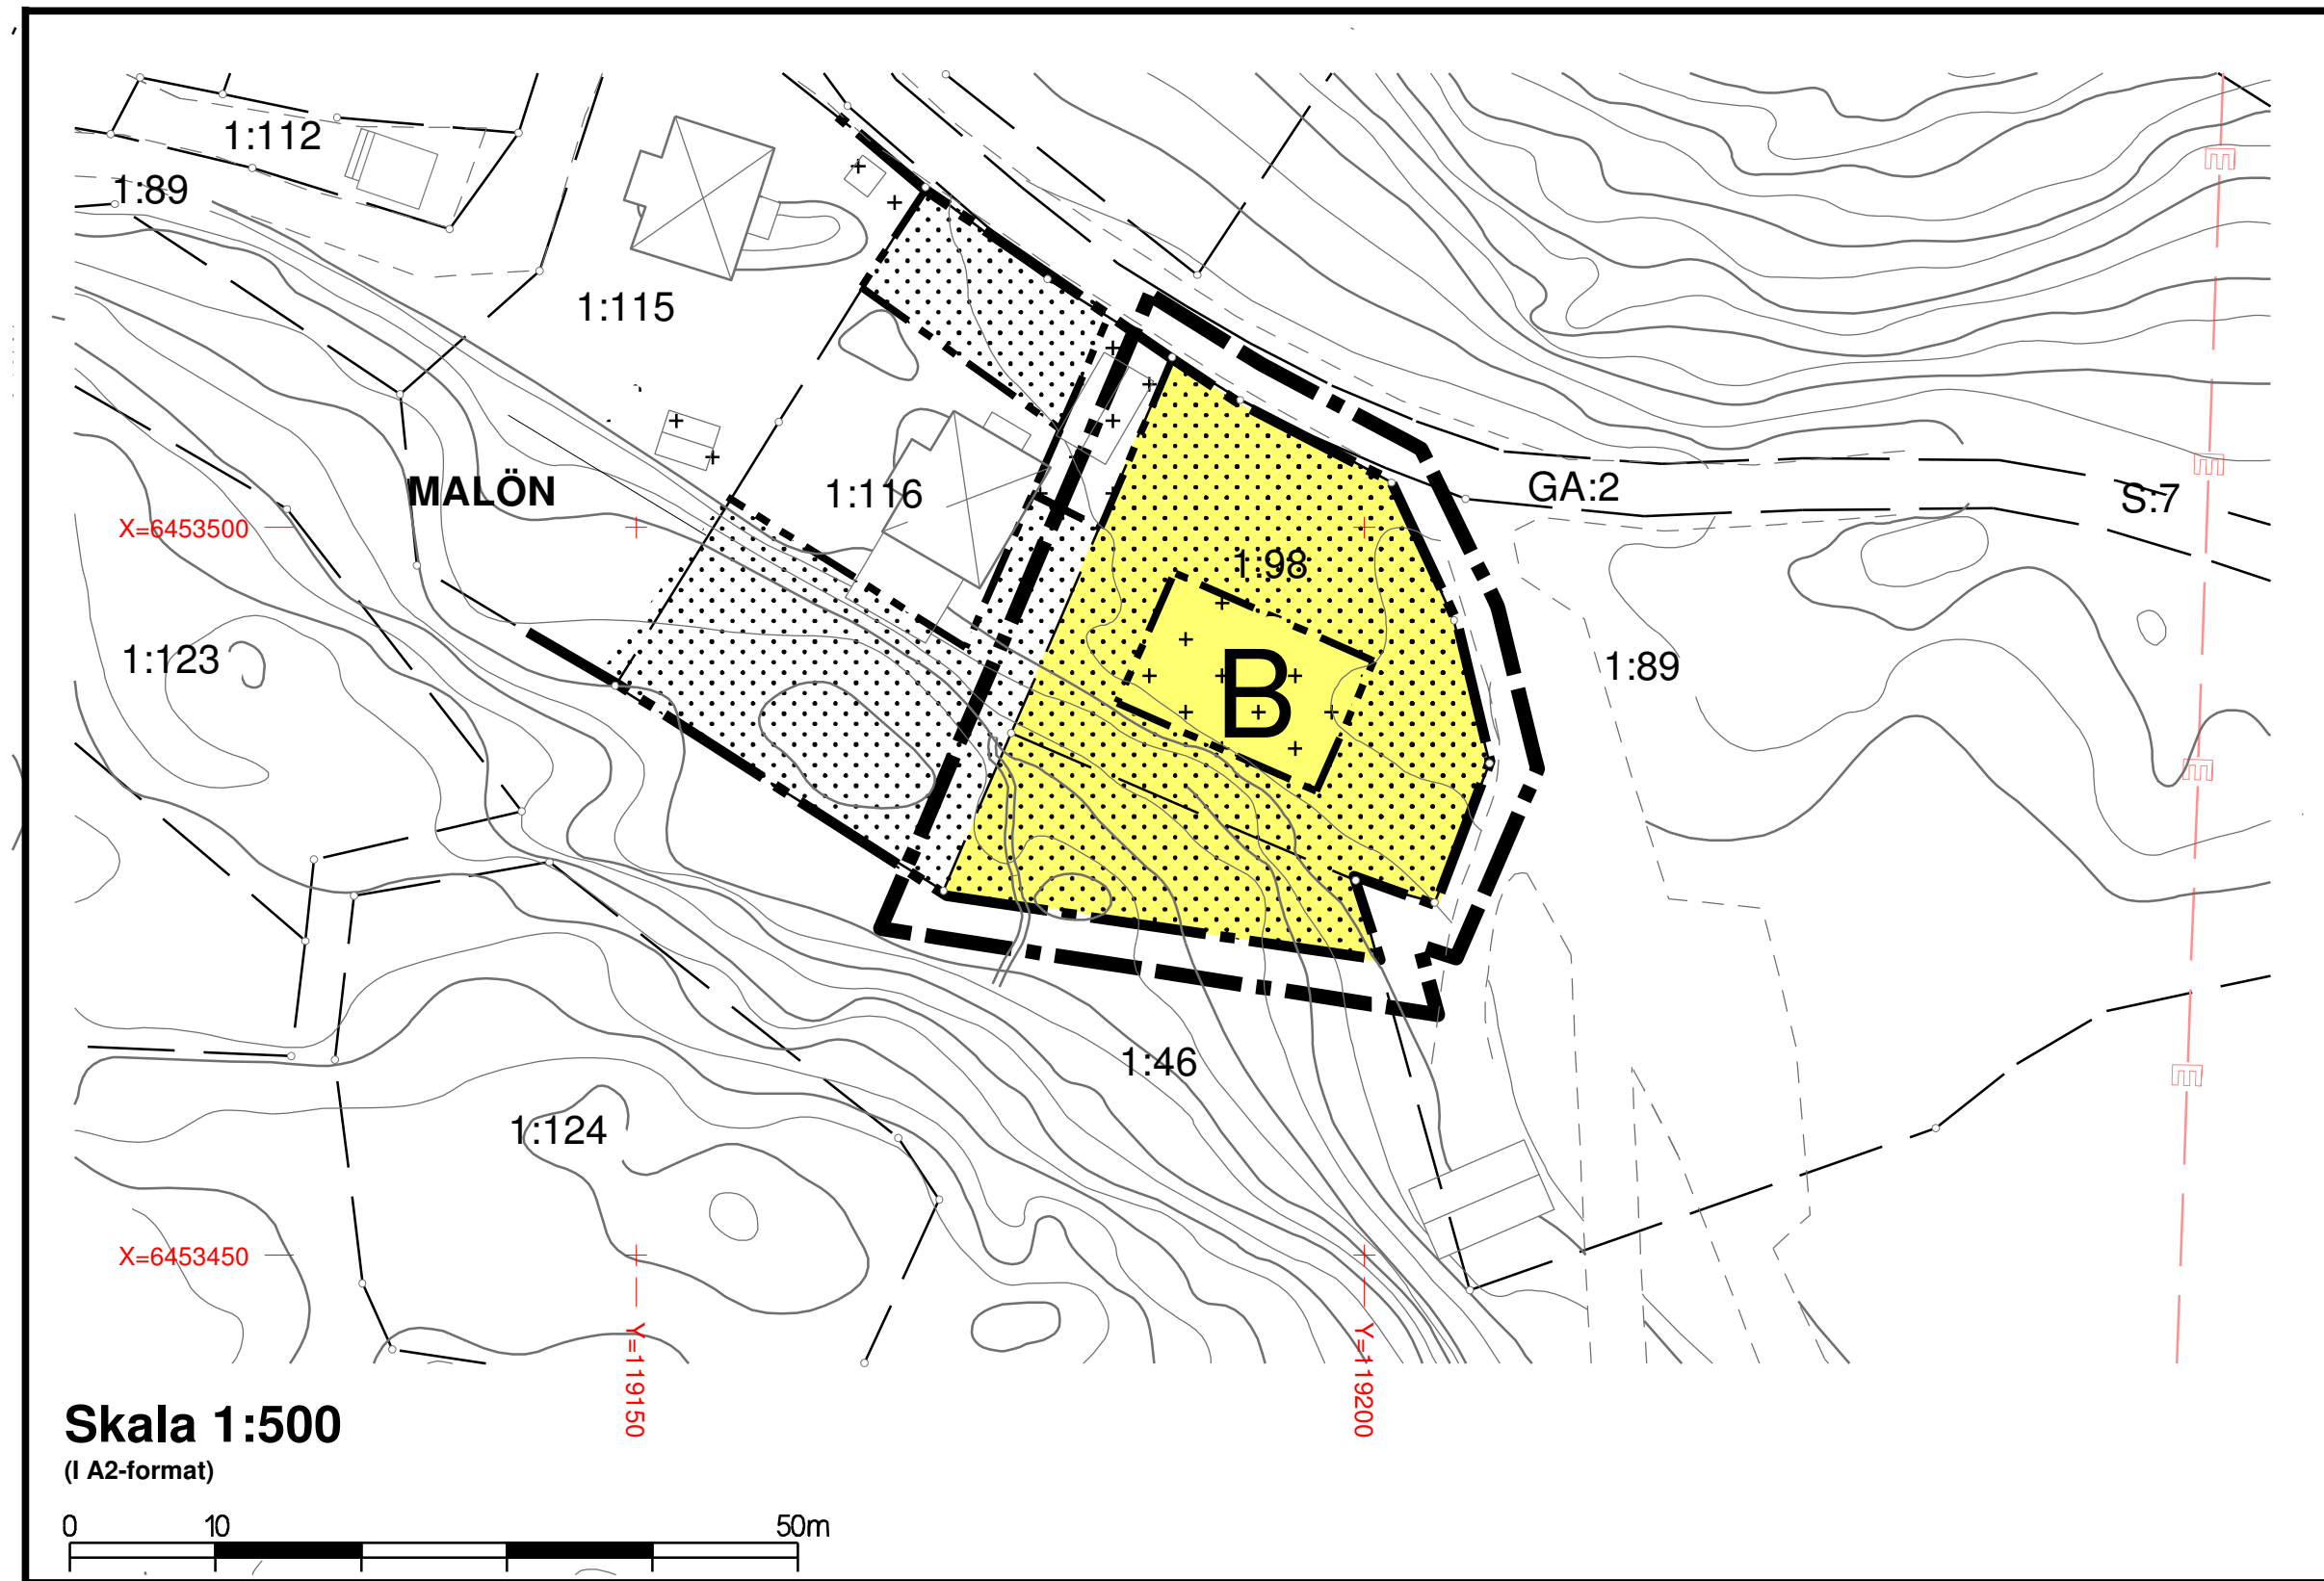 1:112
1:89
1:115
1:116
MALÖN
GA:2
S:7
X=6453500
1:98
1:123
B
1:89
1:46
1:124
X=6453450
Y=119150
Y=119200
E
E
E
E
Skala 1:500
(I A2-format)
0 10 50m